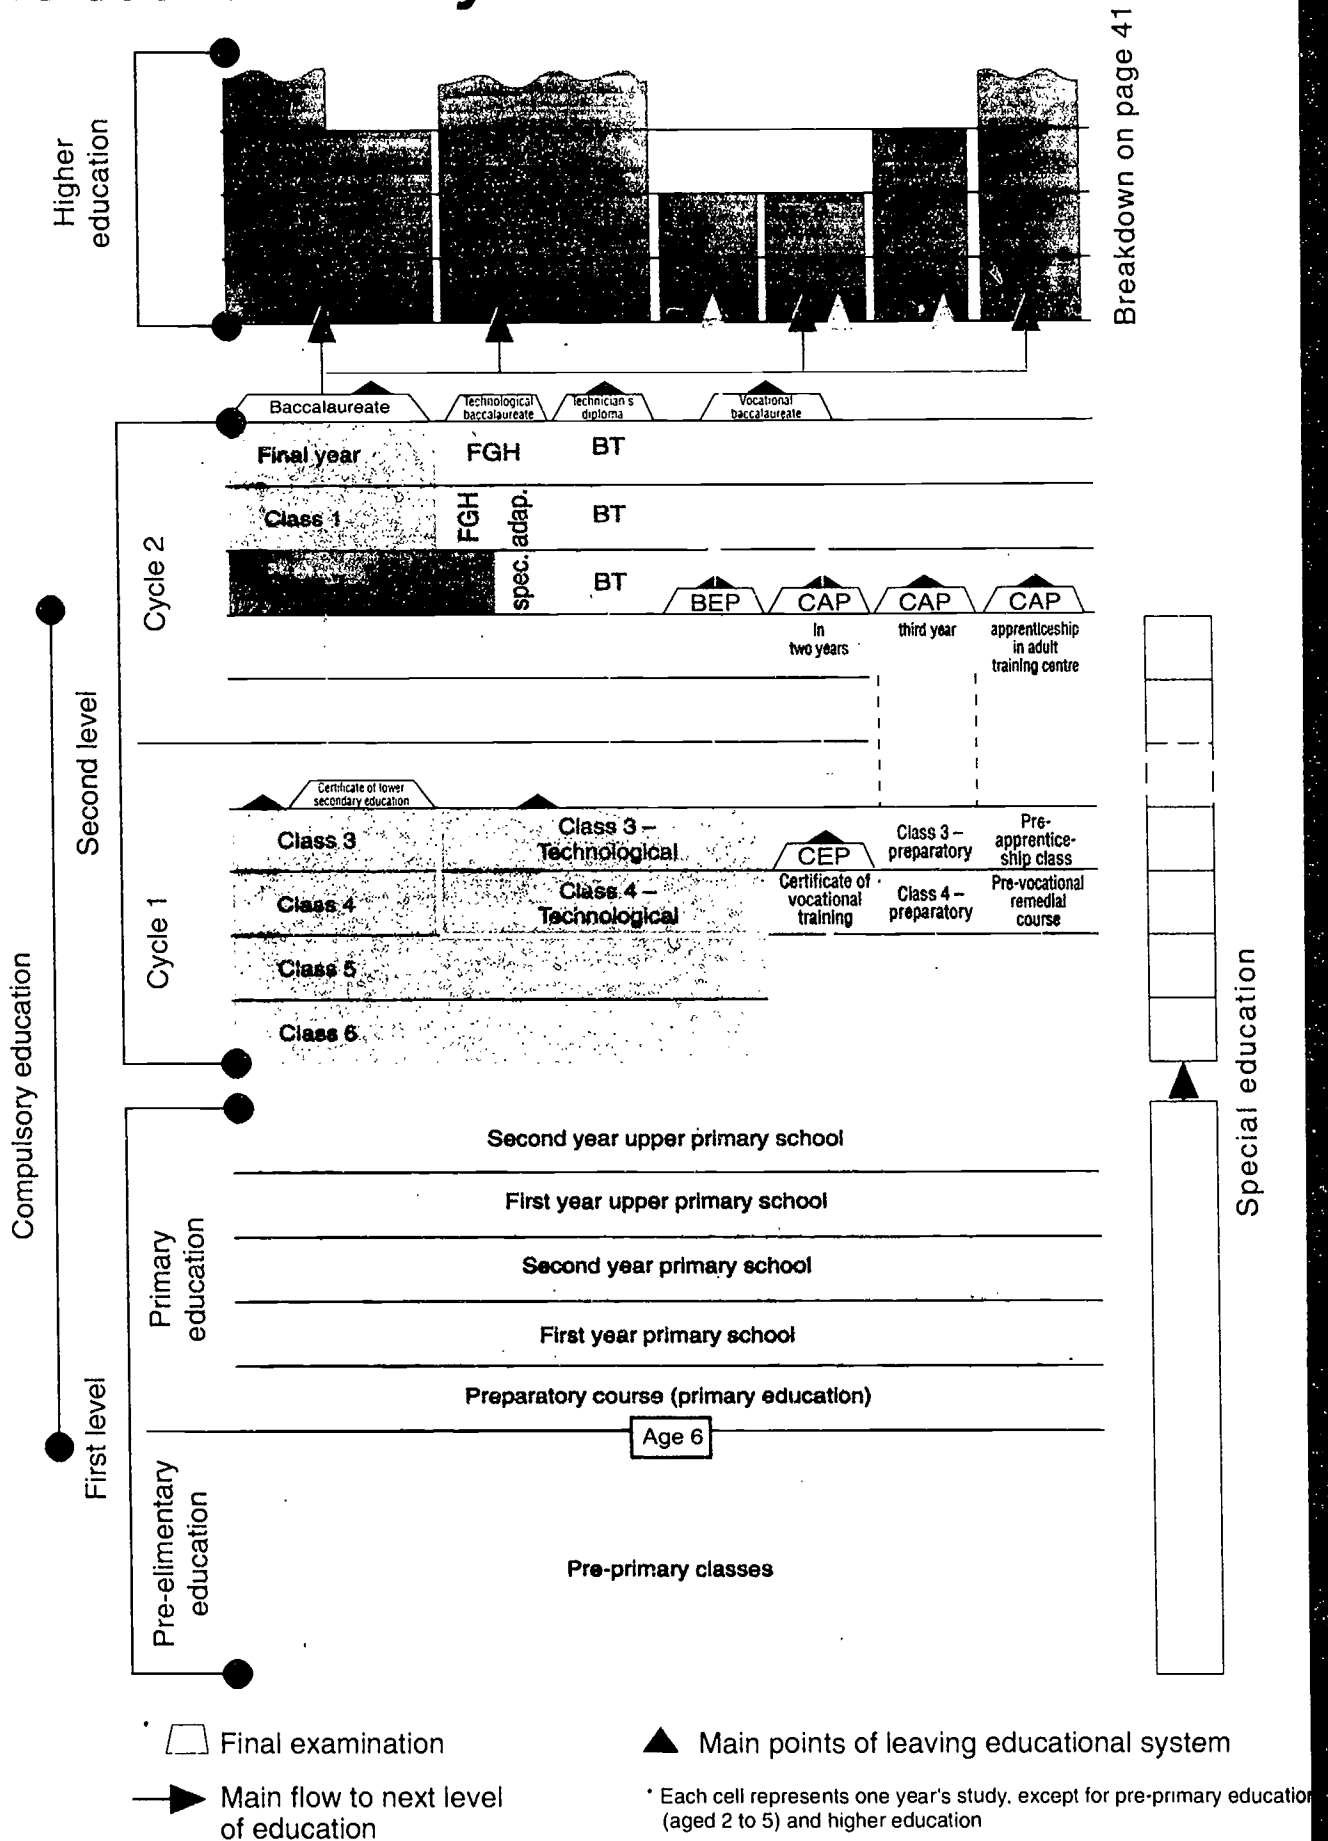 Breakdown on page 41
Higher
education
Baccalaureate
Technological
baccalaureate
Technician's
diploma
Vocational
baccalaureate
Final year
FGH
BT
Class 1
FGH
spec. adap.
BT
BT
BEP
CAP
CAP
CAP
in
two years
third year
apprenticeship
in adult
training centre
Cycle 2
Second level
Certificate of lower
secondary education
Class 3
Class 3 –
Technological
CEP
Class 3 –
preparatory
Pre-
apprentice-
ship class
Class 4
Class 4 –
Technological
Certificate of
vocational
training
Class 4 –
preparatory
Pre-vocational
remedial
course
Cycle 1
Class 5
Class 6
Compulsory education
Special education
Second year upper primary school
First year upper primary school
Second year primary school
First year primary school
Preparatory course (primary education)
Age 6
Primary
education
First level
Pre-elimentary
education
Pre-primary classes
Final examination
Main points of leaving educational system
Main flow to next level
of education
* Each cell represents one year's study, except for pre-primary education
(aged 2 to 5) and higher education